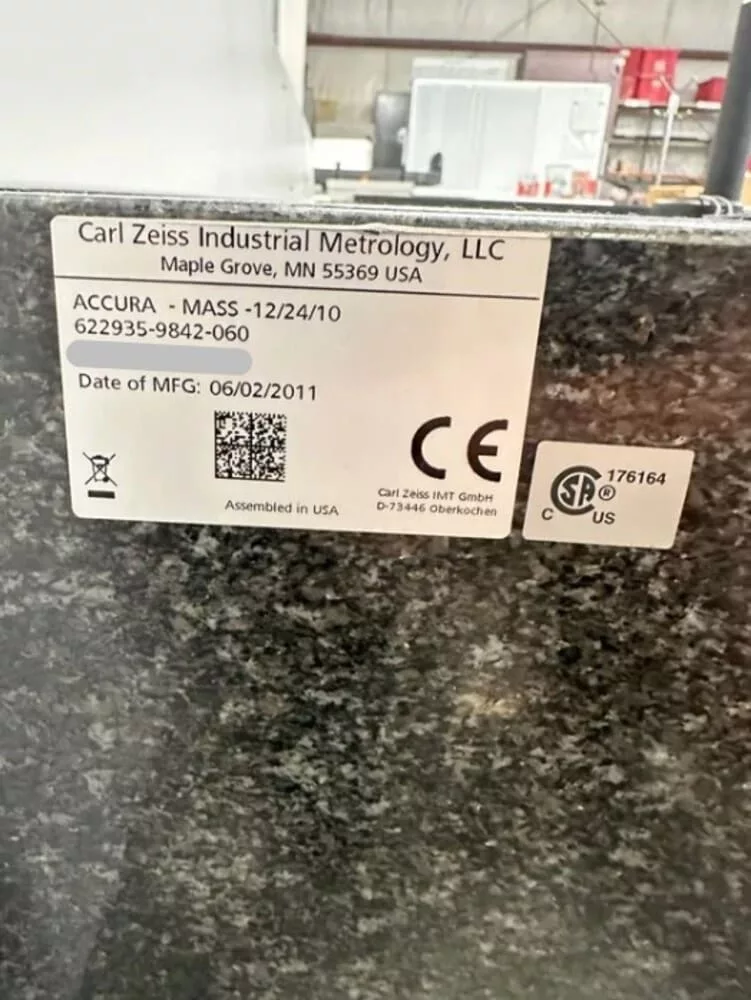 Carl Zeiss Industrial Metrology, LLC
Maple Grove, MN 55369 USA
ACCURA - MASS -12/24/10
622935-9842-060
Date of MFG: 06/02/2011
CE
Carl Zeiss IMT GmbH
D-73446 Oberkochen
Assembled in USA
SA ® 176164
C US